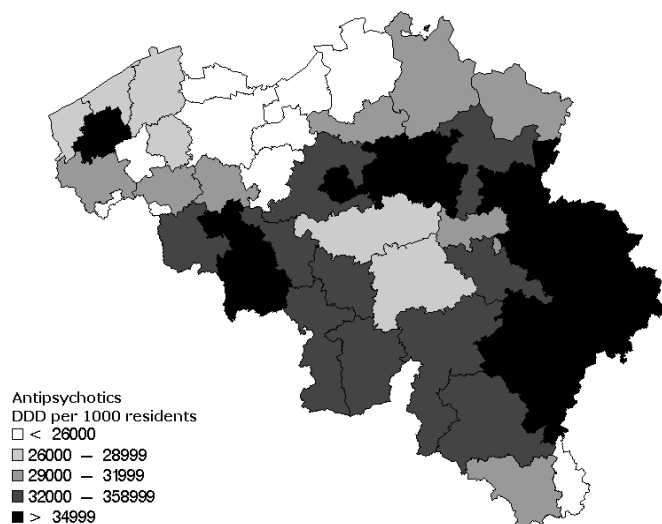 Antipsychotics
DDD per 1000 residents
< 26000
26000 – 28999
29000 – 31999
32000 – 358999
> 34999